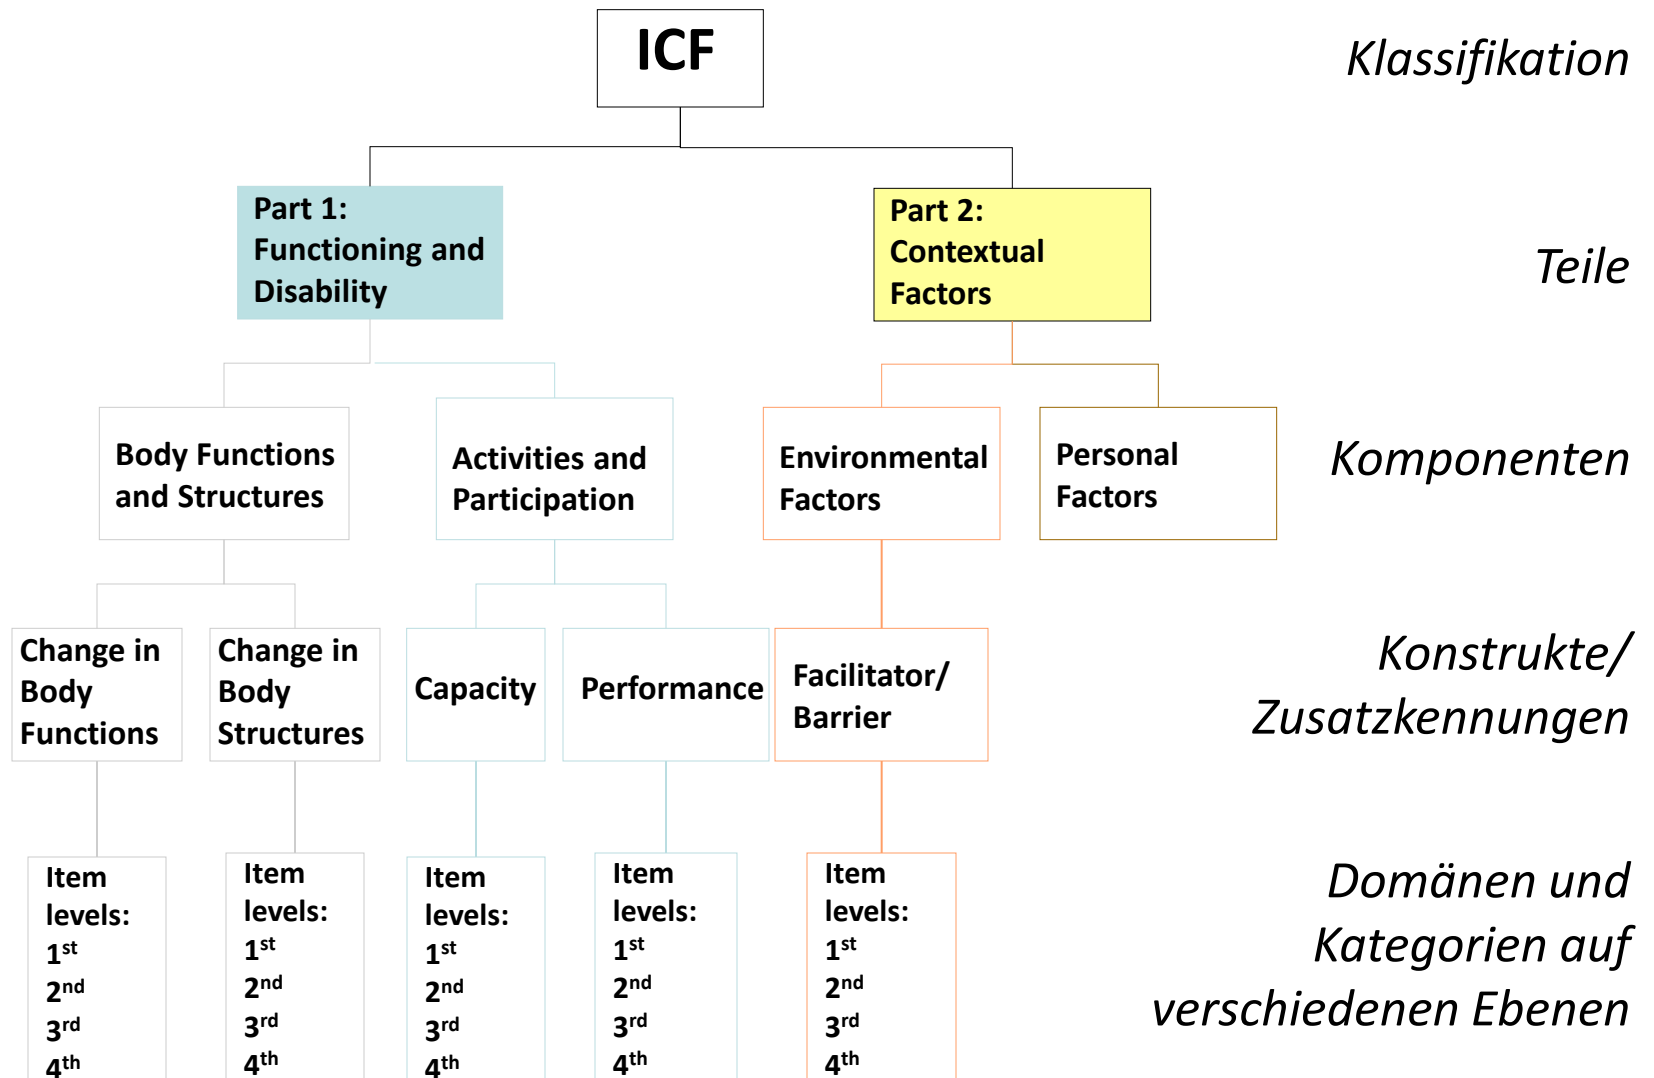 ICF
Klassifikation
Part 1:
Functioning and
Disability
Part 2:
Contextual
Factors
Teile
Body Functions
and Structures
Activities and
Participation
Environmental
Factors
Personal
Factors
Komponenten
Change in
Body
Functions
Change in
Body
Structures
Capacity
Performance
Facilitator/
Barrier
Konstrukte/
Zusatzkennungen
Item
levels:
1st
2nd
3rd
4th
Item
levels:
1st
2nd
3rd
4th
Item
levels:
1st
2nd
3rd
4th
Item
levels:
1st
2nd
3rd
4th
Item
levels:
1st
2nd
3rd
4th
Domänen und
Kategorien auf
verschiedenen Ebenen